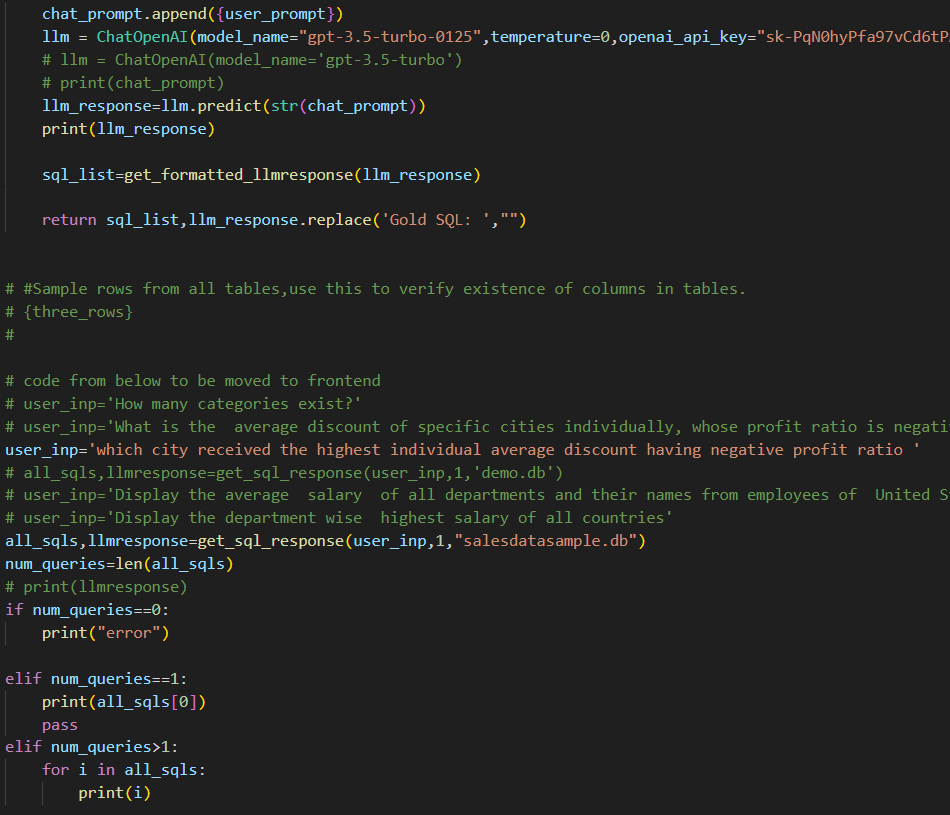 chat_prompt.append({user_prompt})
llm = ChatOpenAI(model_name="gpt-3.5-turbo-0125",temperature=0,openai_api_key="sk-PqN0hyPfa97vCd6tP
# llm = ChatOpenAI(model_name='gpt-3.5-turbo')
# print(chat_prompt)
llm_response=llm.predict(str(chat_prompt))
print(llm_response)
sql_list=get_formatted_llmresponse(llm_response)
return sql_list,llm_response.replace('Gold SQL: ',"")
# #Sample rows from all tables,use this to verify existence of columns in tables.
# {three_rows}
#
# code from below to be moved to frontend
# user_inp='How many categories exist?'
# user_inp='What is the  average discount of specific cities individually, whose profit ratio is negati
user_inp='which city received the highest individual average discount having negative profit ratio '
# all_sqls,llmresponse=get_sql_response(user_inp,1,'demo.db')
# user_inp='Display the average  salary  of all departments and their names from employees of  United S
# user_inp='Display the department wise  highest salary of all countries'
all_sqls,llmresponse=get_sql_response(user_inp,1,"salesdatasample.db")
num_queries=len(all_sqls)
# print(llmresponse)
if num_queries==0:
    print("error")
elif num_queries==1:
    print(all_sqls[0])
    pass
elif num_queries>1:
    for i in all_sqls:
        print(i)